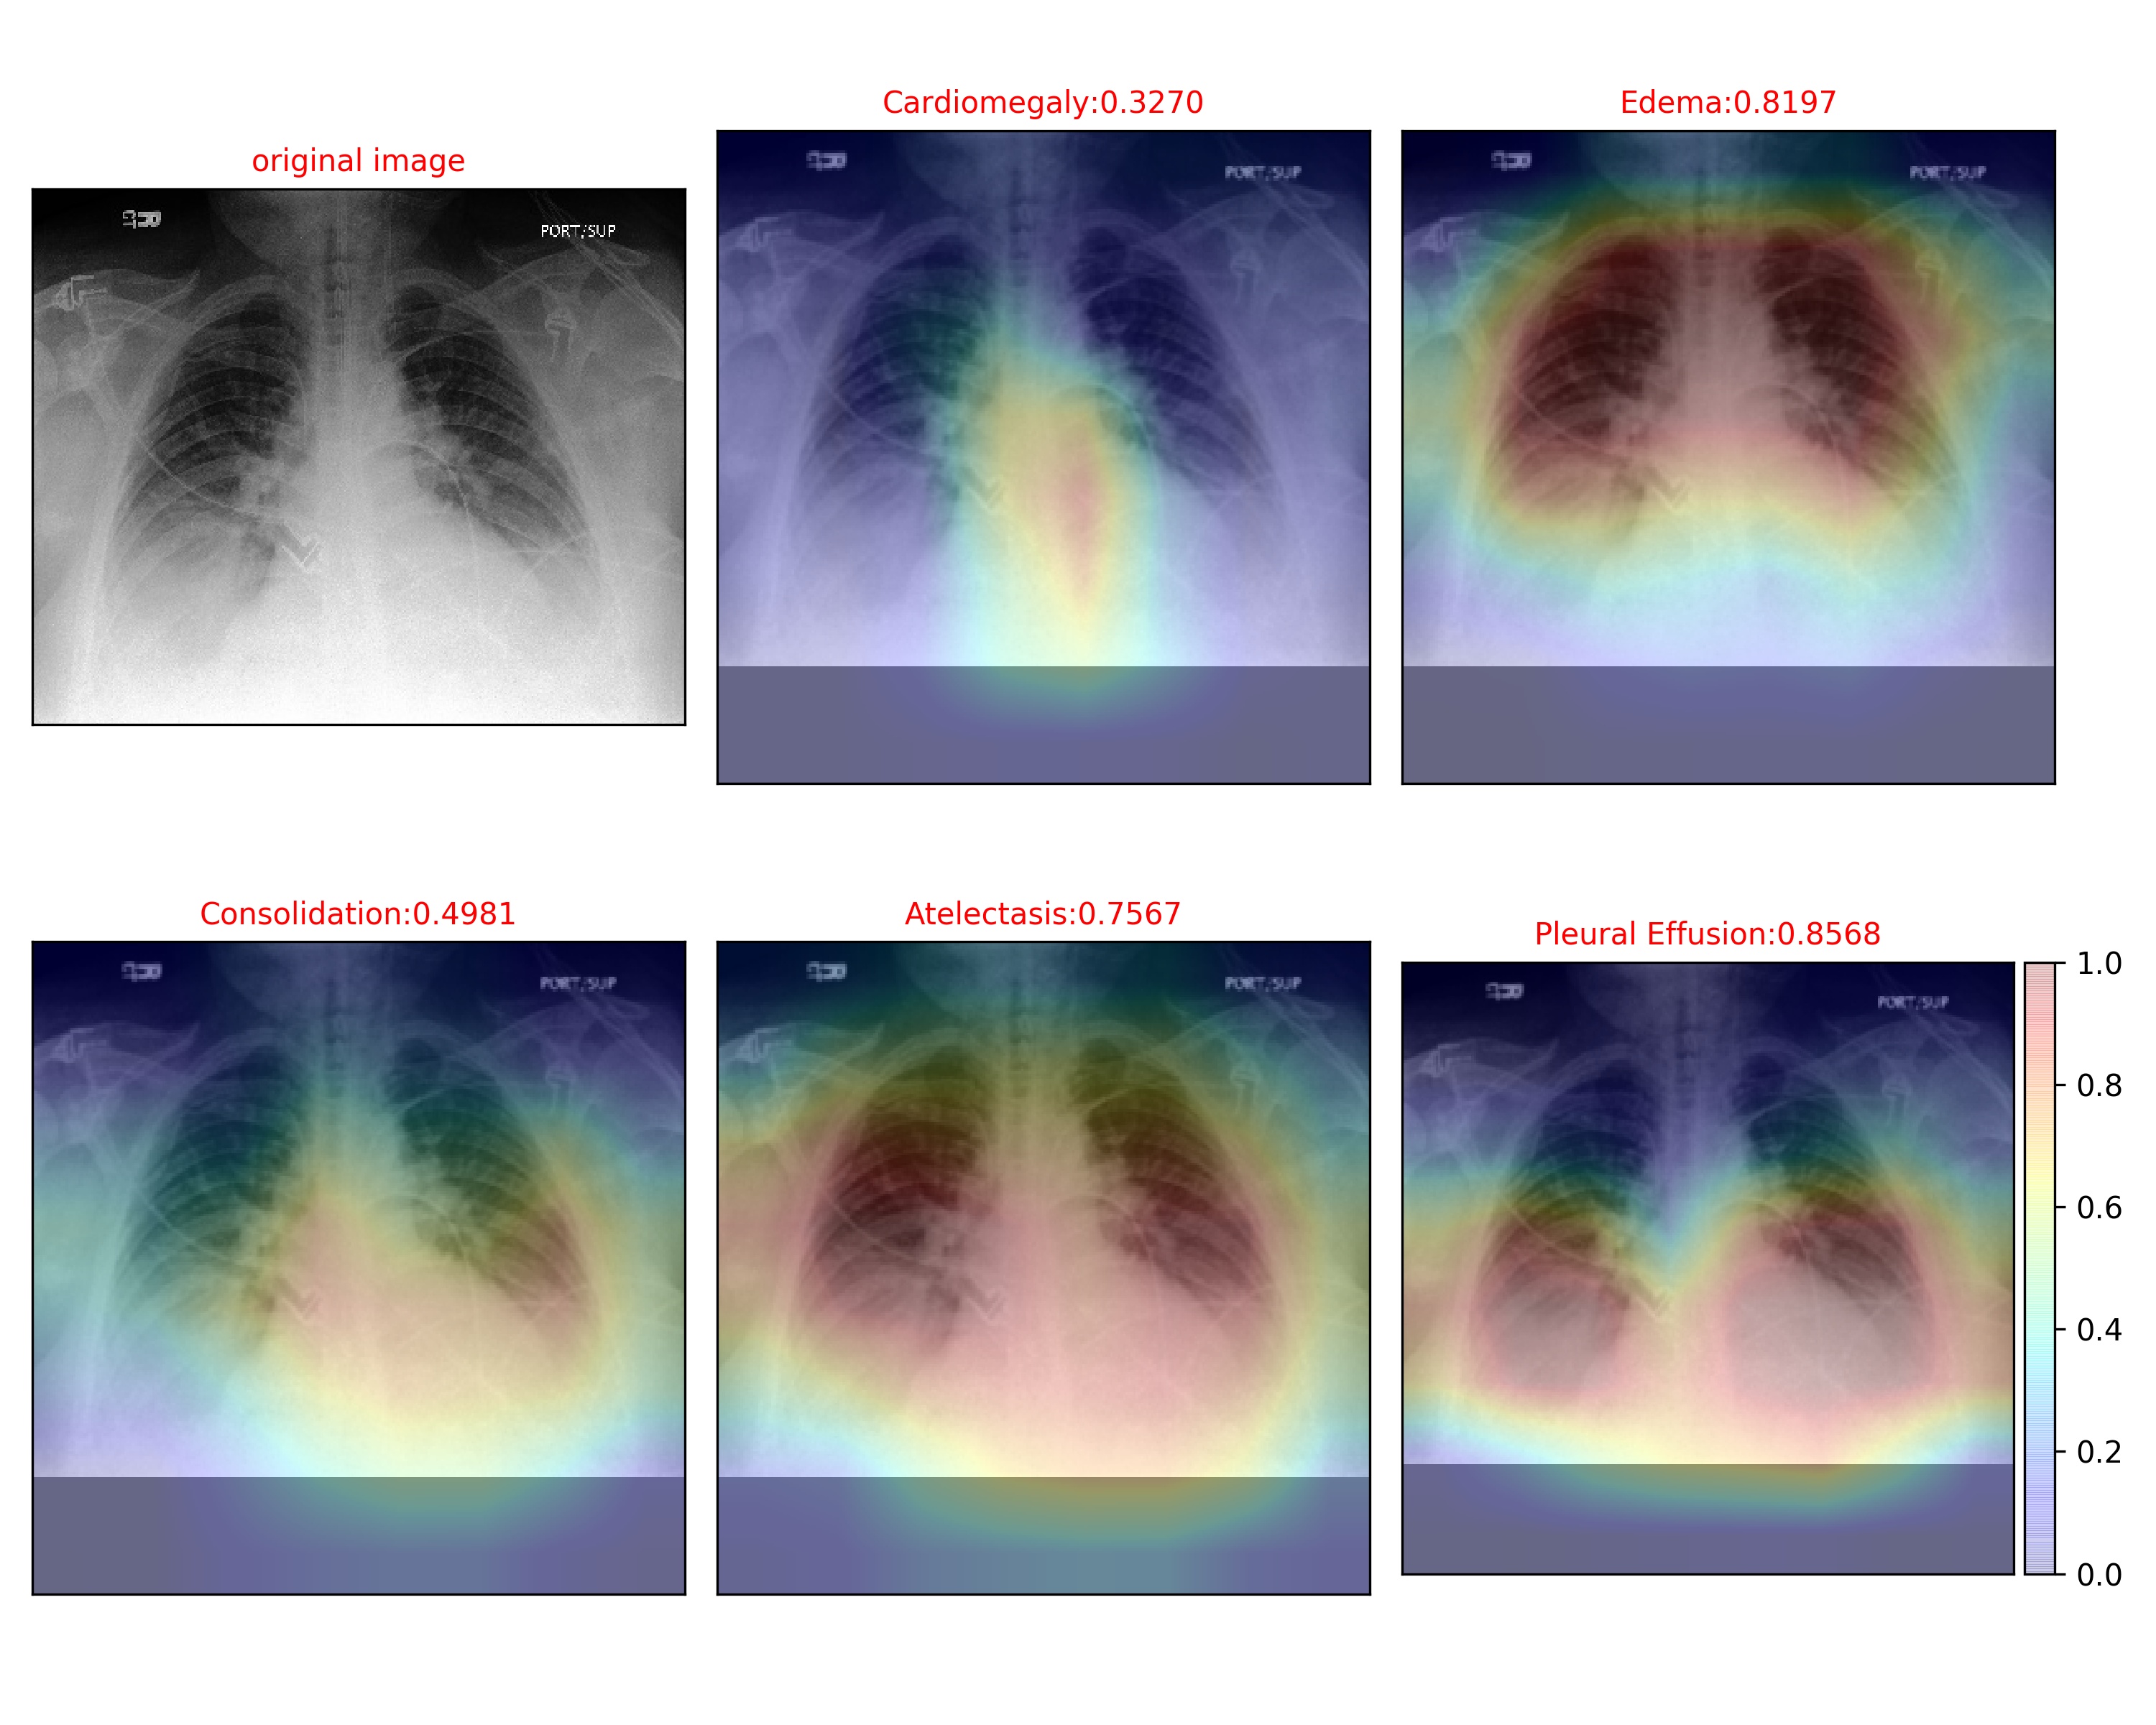 original image
PORT/SUP
Cardiomegaly:0.3270
PORT/SUP
Edema:0.8197
PORT/SUP
Consolidation:0.4981
PORT/SUP
Atelectasis:0.7567
PORT/SUP
Pleural Effusion:0.8568
PORT/SUP
1.0
0.8
0.6
0.4
0.2
0.0